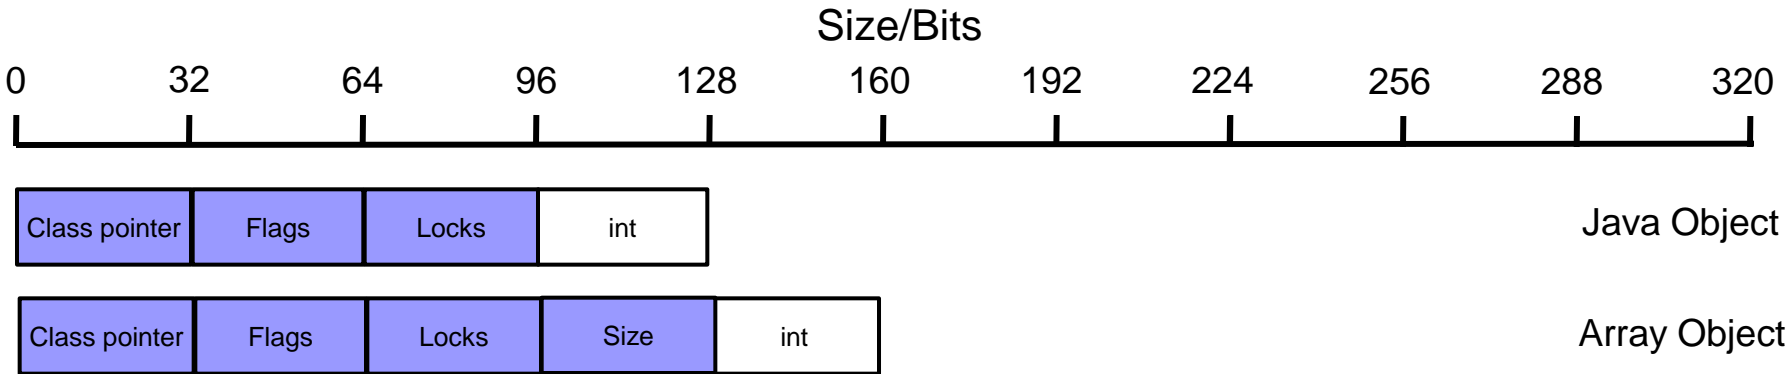 Size/Bits
0 32 64 96 128 160 192 224 256 288 320
Class pointer Flags Locks int Java Object
Class pointer Flags Locks Size int Array Object